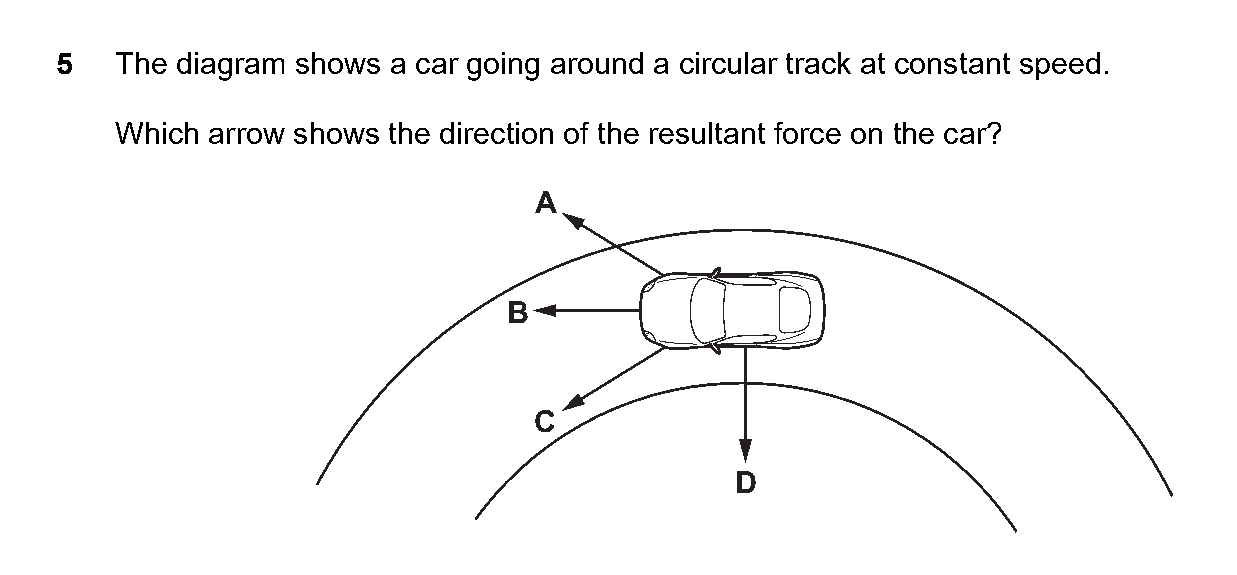 5 The diagram shows a car going around a circular track at constant speed.
Which arrow shows the direction of the resultant force on the car?
A
B
C
D